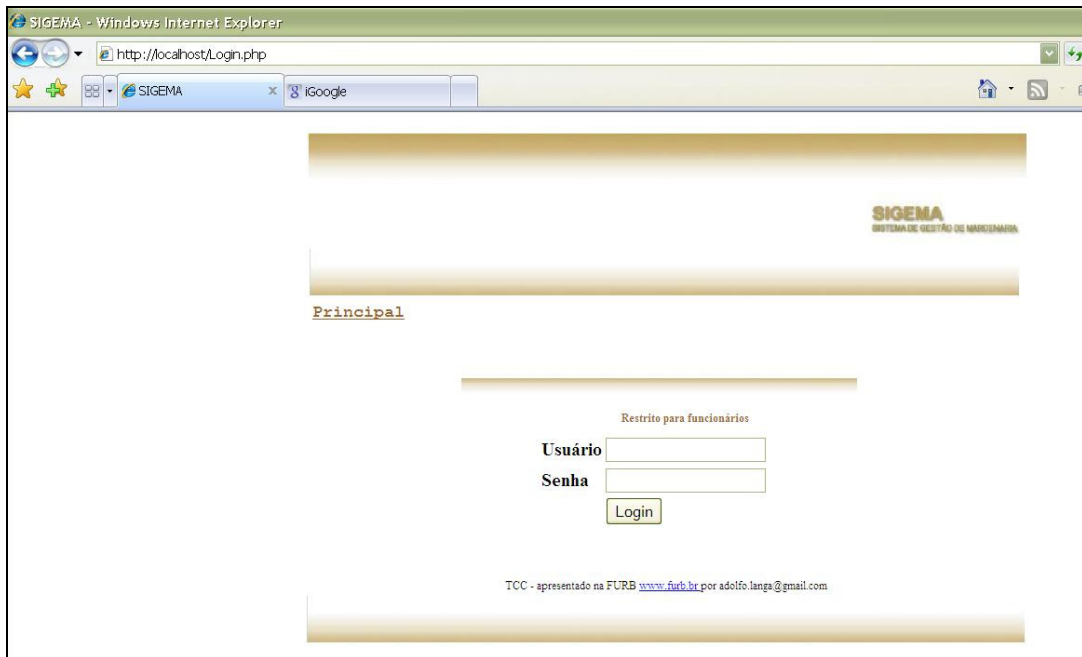 SIGEMA - Windows Internet Explorer
http://localhost/Login.php
SIGEMA x iGoogle
SIGEMA
SISTEMA DE GESTÃO DE MARCENARIA
Principal
Restrito para funcionários
Usuário
Senha
Login
TCC - apresentado na FURB www.furb.br por adolfo.langa@gmail.com